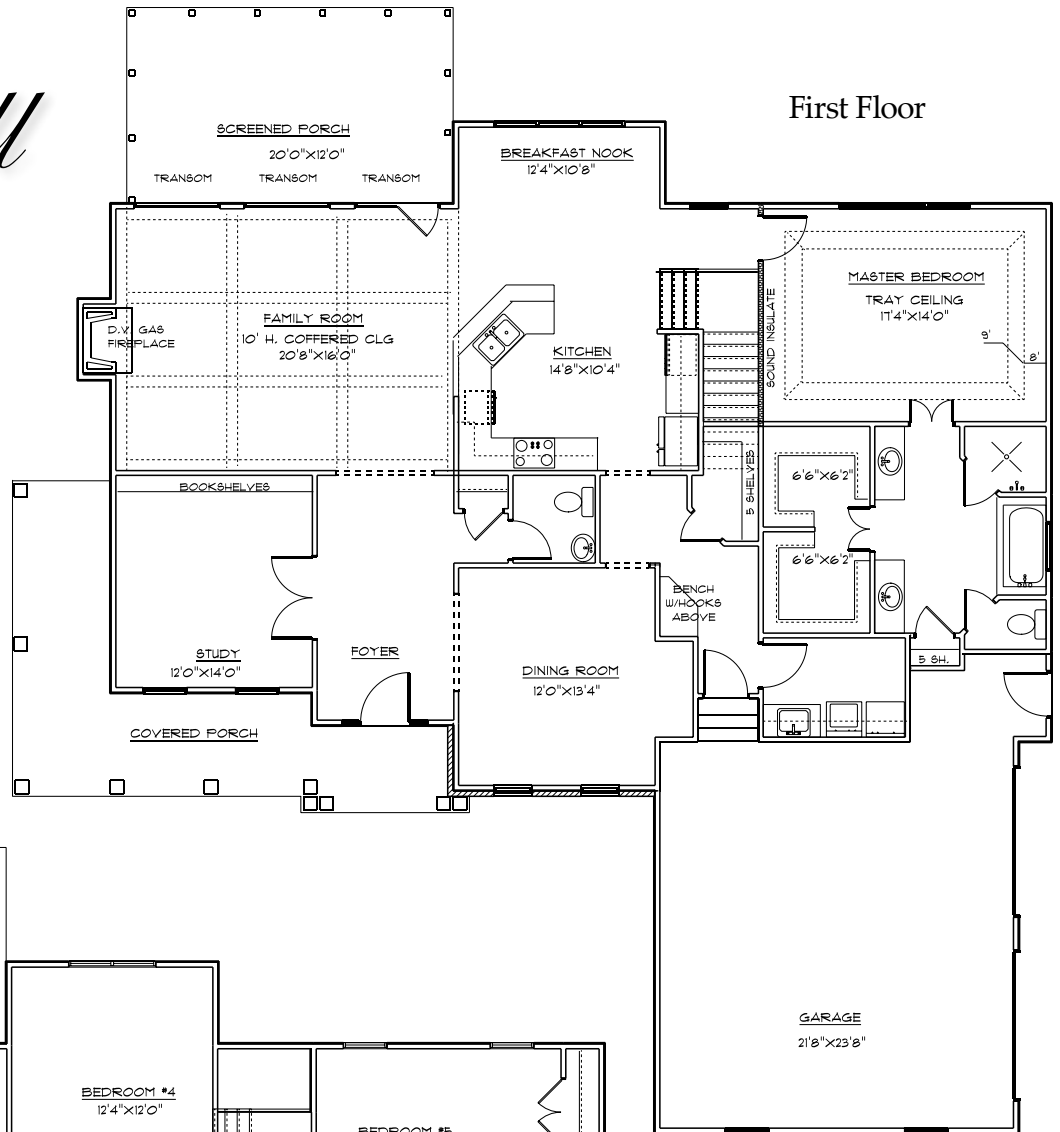 First Floor
SCREENED PORCH
20'0"X12'0"
TRANSOM TRANSOM TRANSOM
BREAKFAST NOOK
12'4"X10'8"
MASTER BEDROOM
TRAY CEILING
17'4"X14'0"
9'
8'
SOUND INSULATE
D.V. GAS
FIREPLACE
FAMILY ROOM
10' H. COFFERED CLG
20'8"X16'0"
KITCHEN
14'8"X10'4"
BOOKSHELVES
5 SHELVES
6'6"X6'2"
6'6"X6'2"
BENCH
W/HOOKS
ABOVE
STUDY
12'0"X14'0"
FOYER
DINING ROOM
12'0"X13'4"
5 SH.
COVERED PORCH
GARAGE
21'8"X23'8"
BEDROOM #4
12'4"X12'0"
BEDROOM #5